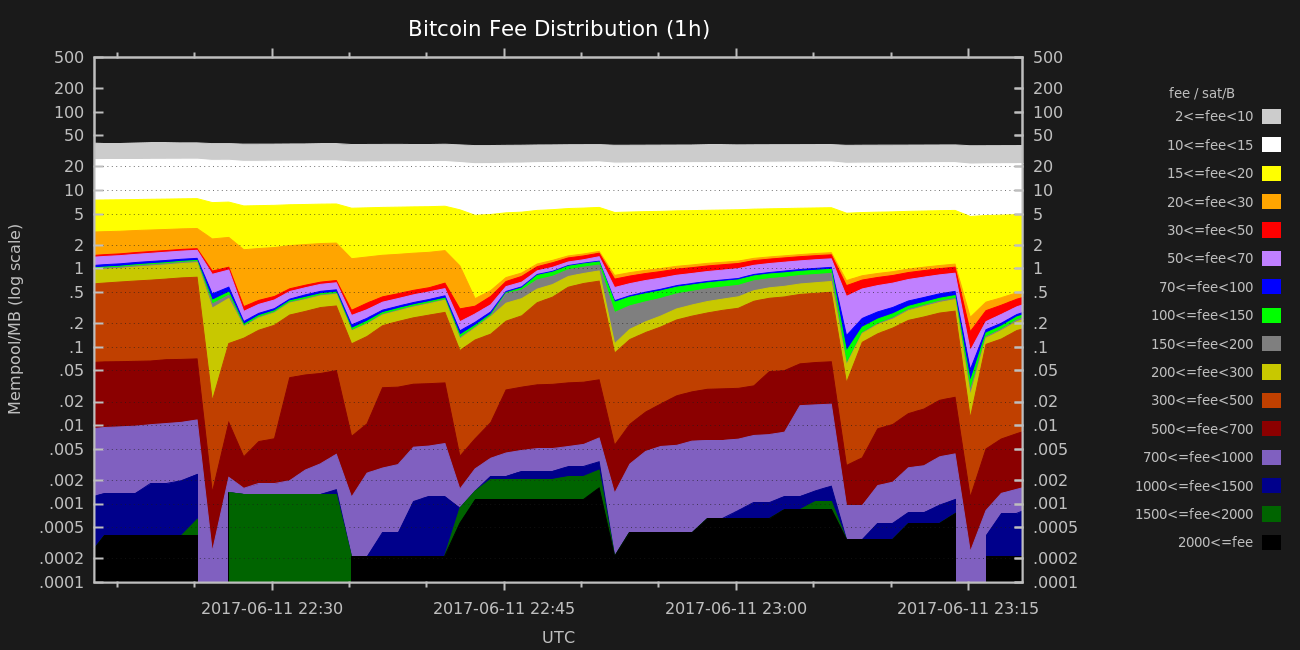 Bitcoin Fee Distribution (1h)
Mempool/MB (log scale)
500
200
100
50
20
10
5
2
1
.5
.2
.1
.05
.02
.01
.005
.002
.001
.0005
.0002
.0001
500
200
100
50
20
10
5
2
1
.5
.2
.1
.05
.02
.01
.005
.002
.001
.0005
.0002
.0001
2017-06-11 22:30
2017-06-11 22:45
2017-06-11 23:00
2017-06-11 23:15
UTC
fee / sat/B
2<=fee<10
10<=fee<15
15<=fee<20
20<=fee<30
30<=fee<50
50<=fee<70
70<=fee<100
100<=fee<150
150<=fee<200
200<=fee<300
300<=fee<500
500<=fee<700
700<=fee<1000
1000<=fee<1500
1500<=fee<2000
2000<=fee